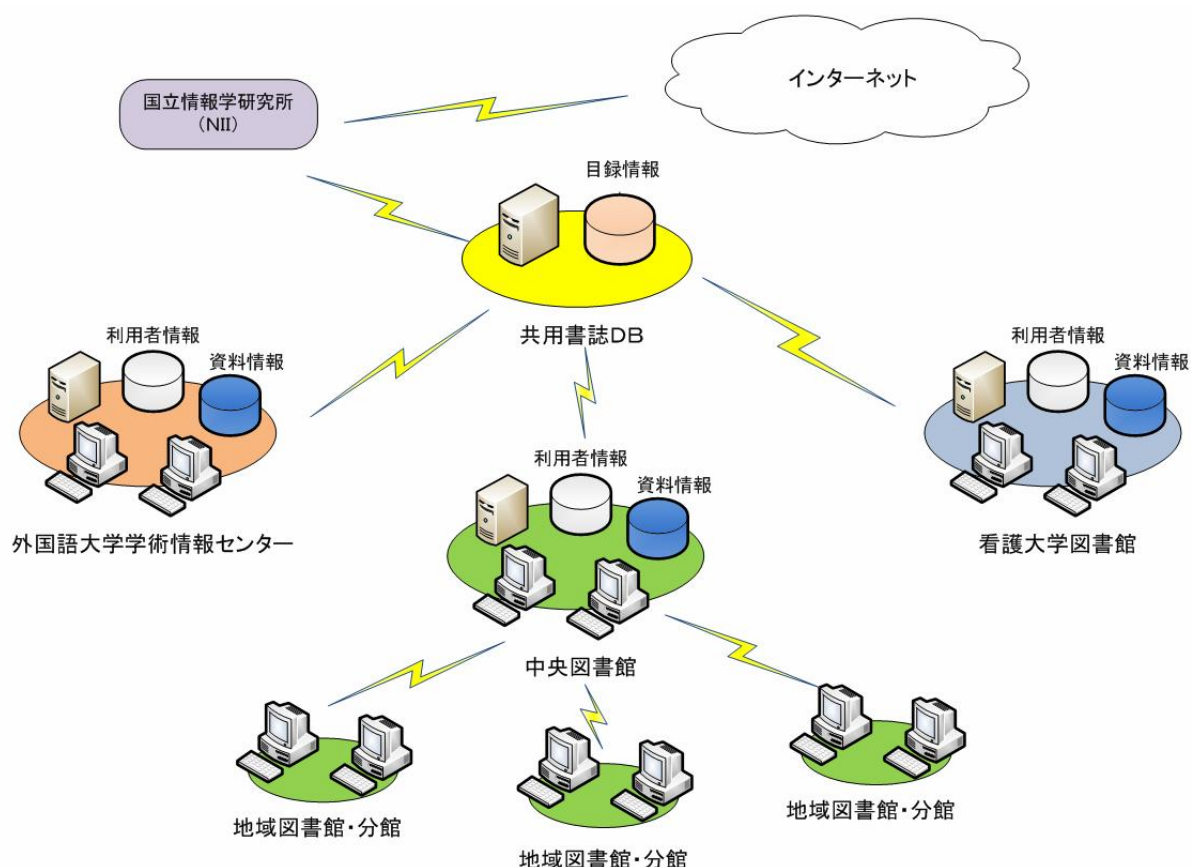 インターネット
国立情報学研究所
(NII)
目録情報
共用書誌DB
利用者情報
資料情報
外国語大学学術情報センター
利用者情報
資料情報
看護大学図書館
利用者情報
資料情報
中央図書館
地域図書館・分館
地域図書館・分館
地域図書館・分館